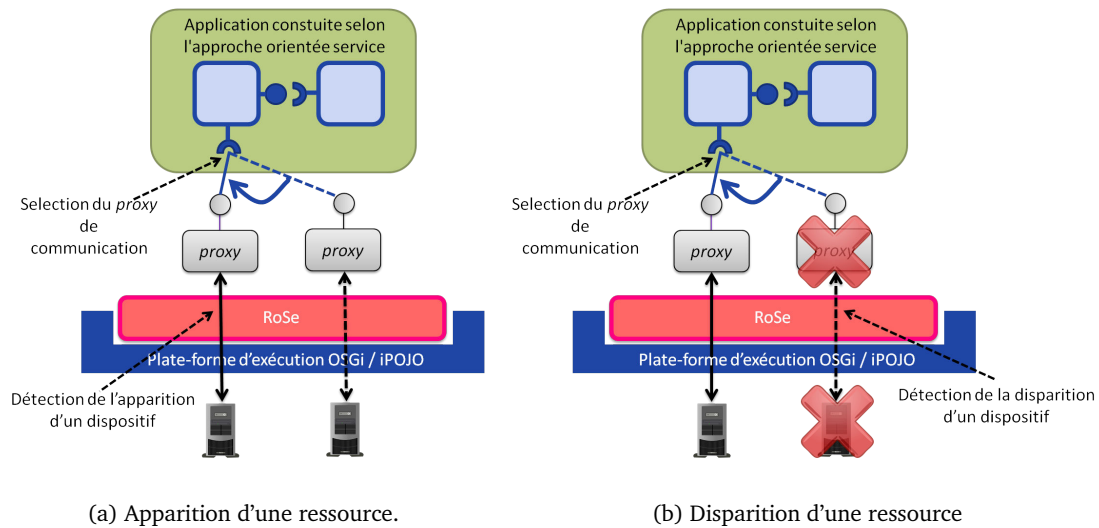 Application constuite selon
l'approche orientée service
Selection du proxy
de
communication
proxy
proxy
RoSe
Plate-forme d'exécution OSGi / iPOJO
Détection de l'apparition
d'un dispositif
(a) Apparition d'une ressource.
Application constuite selon
l'approche orientée service
Selection du proxy
de
communication
proxy
proxy
RoSe
Plate-forme d'exécution OSGi / iPOJO
Détection de la disparition
d'un dispositif
(b) Disparition d'une ressource